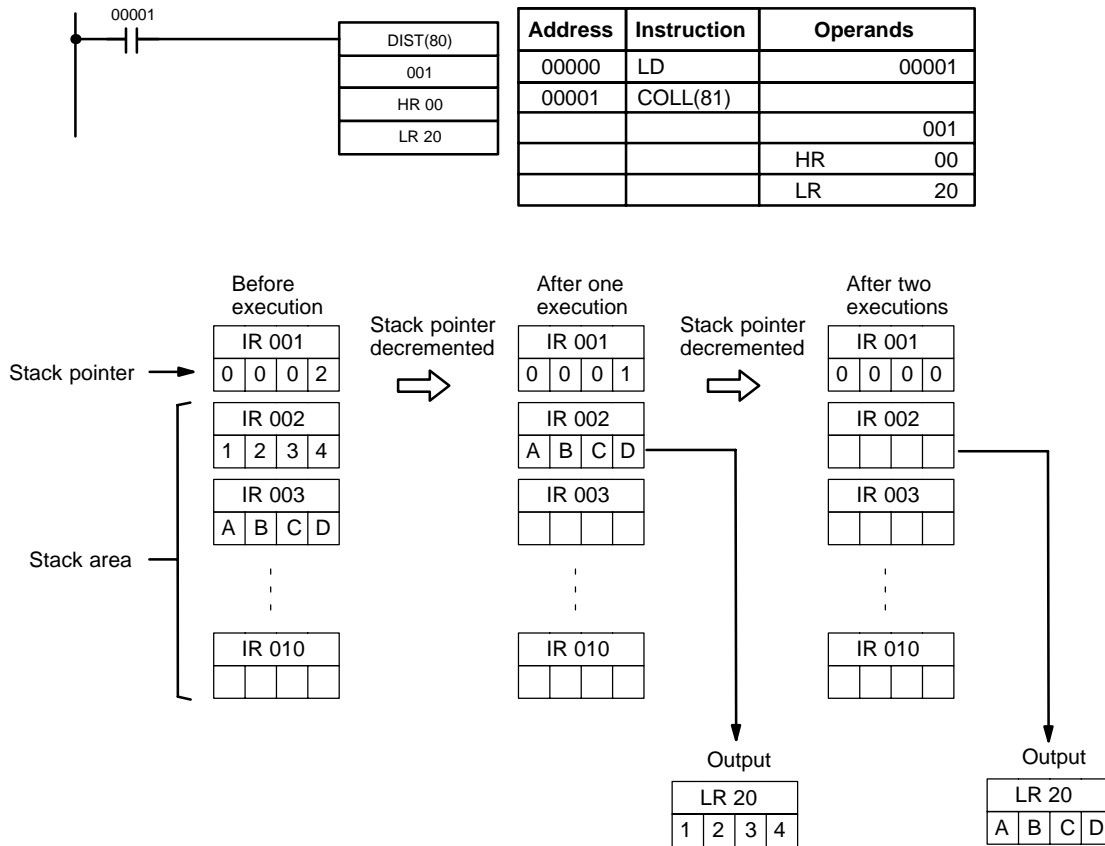 00001
DIST(80)
001
HR 00
LR 20
Address Instruction Operands
00000 LD 00001
00001 COLL(81)
001
HR 00
LR 20
Before execution
After one execution
After two executions
Stack pointer decremented
Stack pointer decremented
Stack pointer
IR 001
0 0 0 2
IR 001
0 0 0 1
IR 001
0 0 0 0
IR 002
1 2 3 4
IR 002
A B C D
IR 002
IR 003
A B C D
IR 003
IR 003
Stack area
IR 010
IR 010
IR 010
Output
LR 20
1 2 3 4
Output
LR 20
A B C D